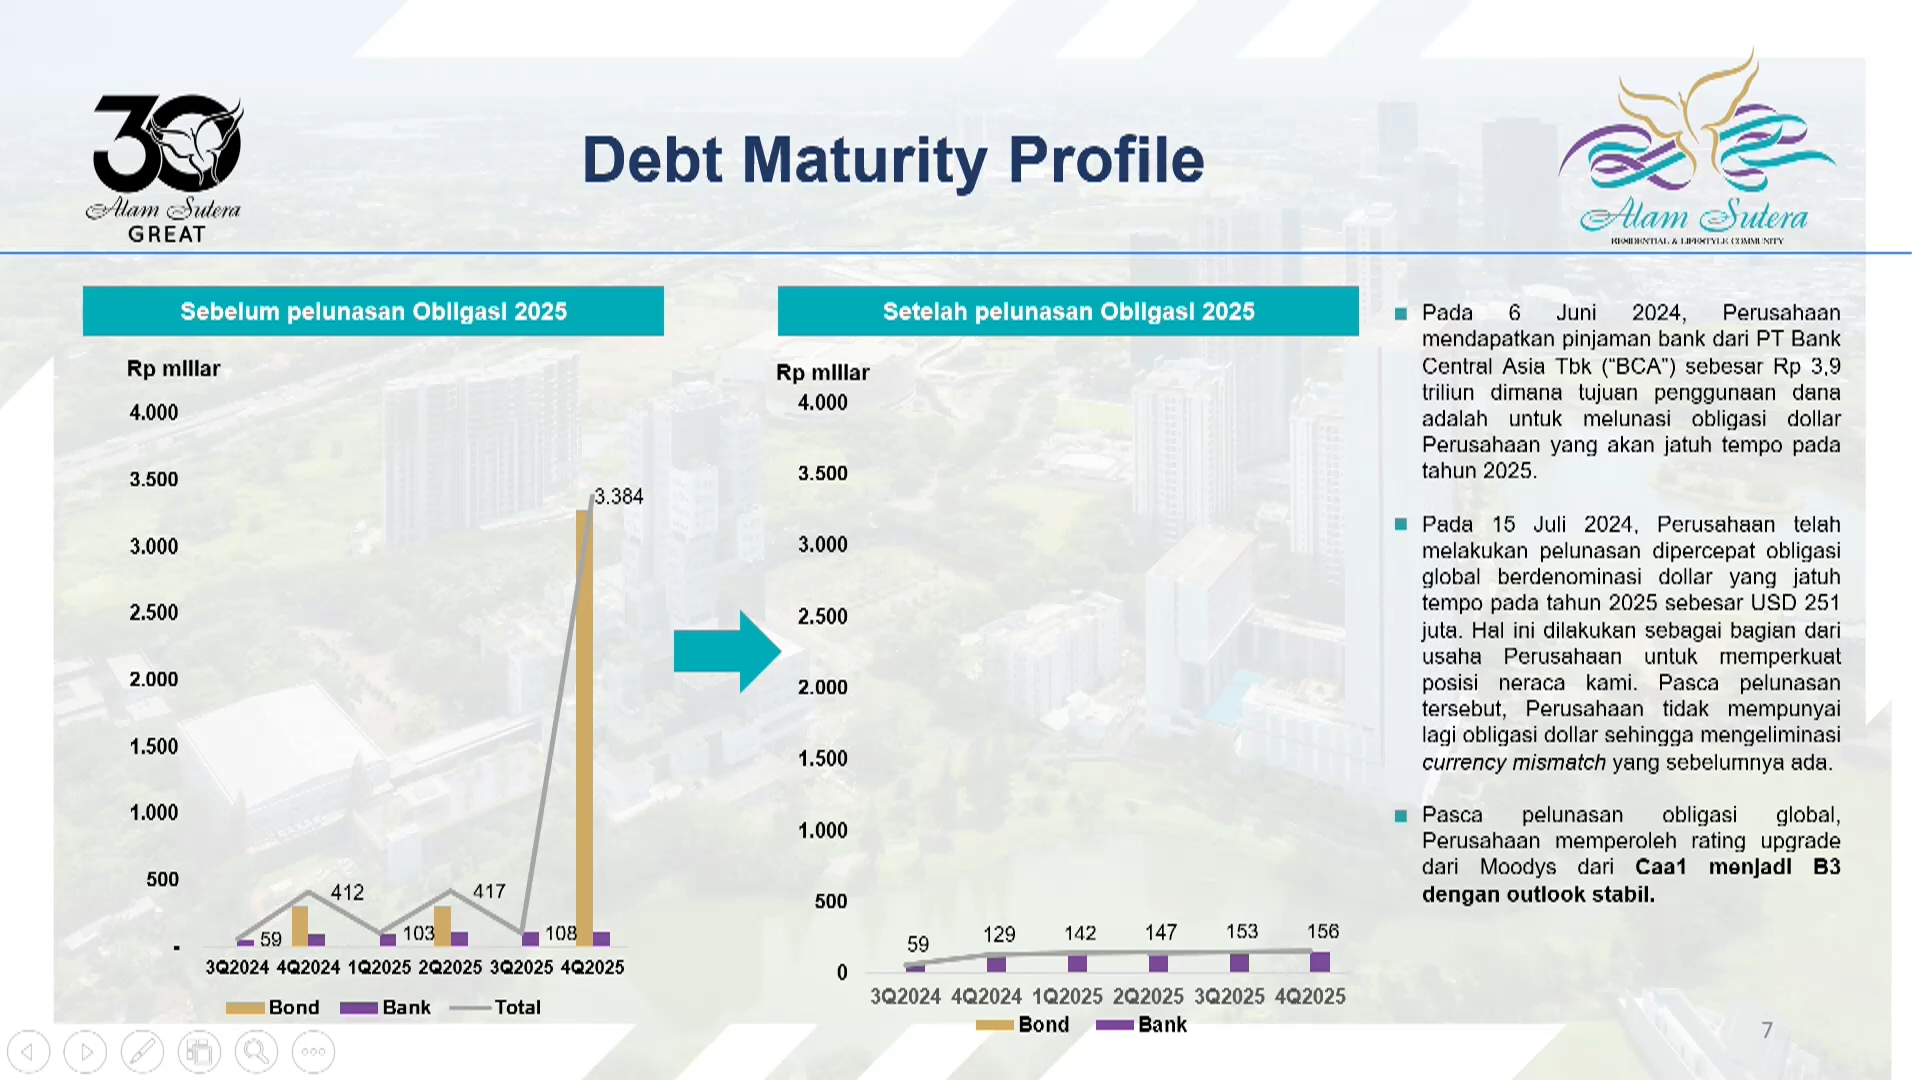 30
Alam Sutera
GREAT
Debt Maturity Profile
Alam Sutera
RESIDENTIAL & LIFESTYLE COMMUNITY
Sebelum pelunasan Obligasi 2025
Rp miliar
4.000
3.500
3.000
2.500
2.000
1.500
1.000
500
-
59
412
103
417
108
3.384
3Q2024 4Q2024 1Q2025 2Q2025 3Q2025 4Q2025
Bond Bank Total
Setelah pelunasan Obligasi 2025
Rp miliar
4.000
3.500
3.000
2.500
2.000
1.500
1.000
500
0
59 129 142 147 153 156
3Q2024 4Q2024 1Q2025 2Q2025 3Q2025 4Q2025
Bond Bank
Pada 6 Juni 2024, Perusahaan
mendapatkan pinjaman bank dari PT Bank
Central Asia Tbk (“BCA”) sebesar Rp 3,9
triliun dimana tujuan penggunaan dana
adalah untuk melunasi obligasi dollar
Perusahaan yang akan jatuh tempo pada
tahun 2025.
Pada 15 Juli 2024, Perusahaan telah
melakukan pelunasan dipercepat obligasi
global berdenominasi dollar yang jatuh
tempo pada tahun 2025 sebesar USD 251
juta. Hal ini dilakukan sebagai bagian dari
usaha Perusahaan untuk memperkuat
posisi neraca kami. Pasca pelunasan
tersebut, Perusahaan tidak mempunyai
lagi obligasi dollar sehingga mengeliminasi
currency mismatch yang sebelumnya ada.
Pasca pelunasan obligasi global,
Perusahaan memperoleh rating upgrade
dari Moodys dari Caa1 menjadi B3
dengan outlook stabil.
7